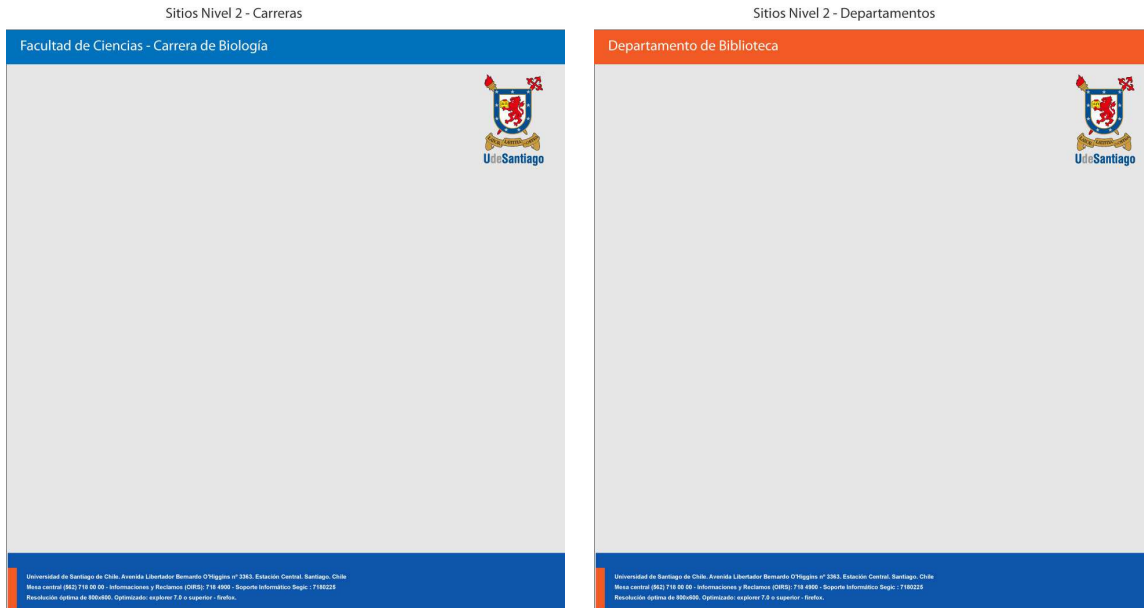 Sitios Nivel 2 - Carreras
Facultad de Ciencias - Carrera de Biología
UdeSantiago
Universidad de Santiago de Chile. Avenida Libertador Bernardo O'Higgins nº 3363. Estación Central. Santiago. Chile
Mesa central (562) 718 00 00 - informaciones y Reclamos (OIRS): 718 4900 - Soporte Informático Segic : 7180225
Resolución óptima de 800x600. Optimizado: explorer 7.0 o superior - firefox.
Sitios Nivel 2 - Departamentos
Departamento de Biblioteca
UdeSantiago
Universidad de Santiago de Chile. Avenida Libertador Bernardo O'Higgins nº 3363. Estación Central. Santiago. Chile
Mesa central (562) 718 00 00 - informaciones y Reclamos (OIRS): 718 4900 - Soporte Informático Segic : 7180225
Resolución óptima de 800x600. Optimizado: explorer 7.0 o superior - firefox.